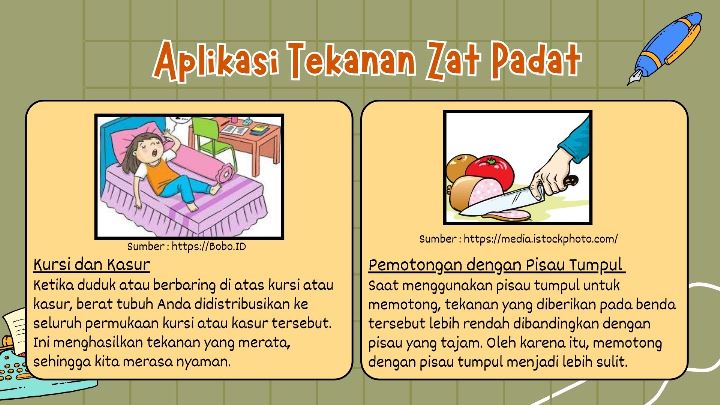 Aplikasi Tekanan Zat Padat
Sumber : https://Bobo.ID
Kursi dan Kasur
Ketika duduk atau berbaring di atas kursi atau
kasur, berat tubuh Anda didistribusikan ke
seluruh permukaan kursi atau kasur tersebut.
Ini menghasilkan tekanan yang merata,
sehingga kita merasa nyaman.
Sumber : https://media.istockphoto.com/
Pemotongan dengan Pisau Tumpul
Saat menggunakan pisau tumpul untuk
memotong, tekanan yang diberikan pada benda
tersebut lebih rendah dibandingkan dengan
pisau yang tajam. Oleh karena itu, memotong
dengan pisau tumpul menjadi lebih sulit.